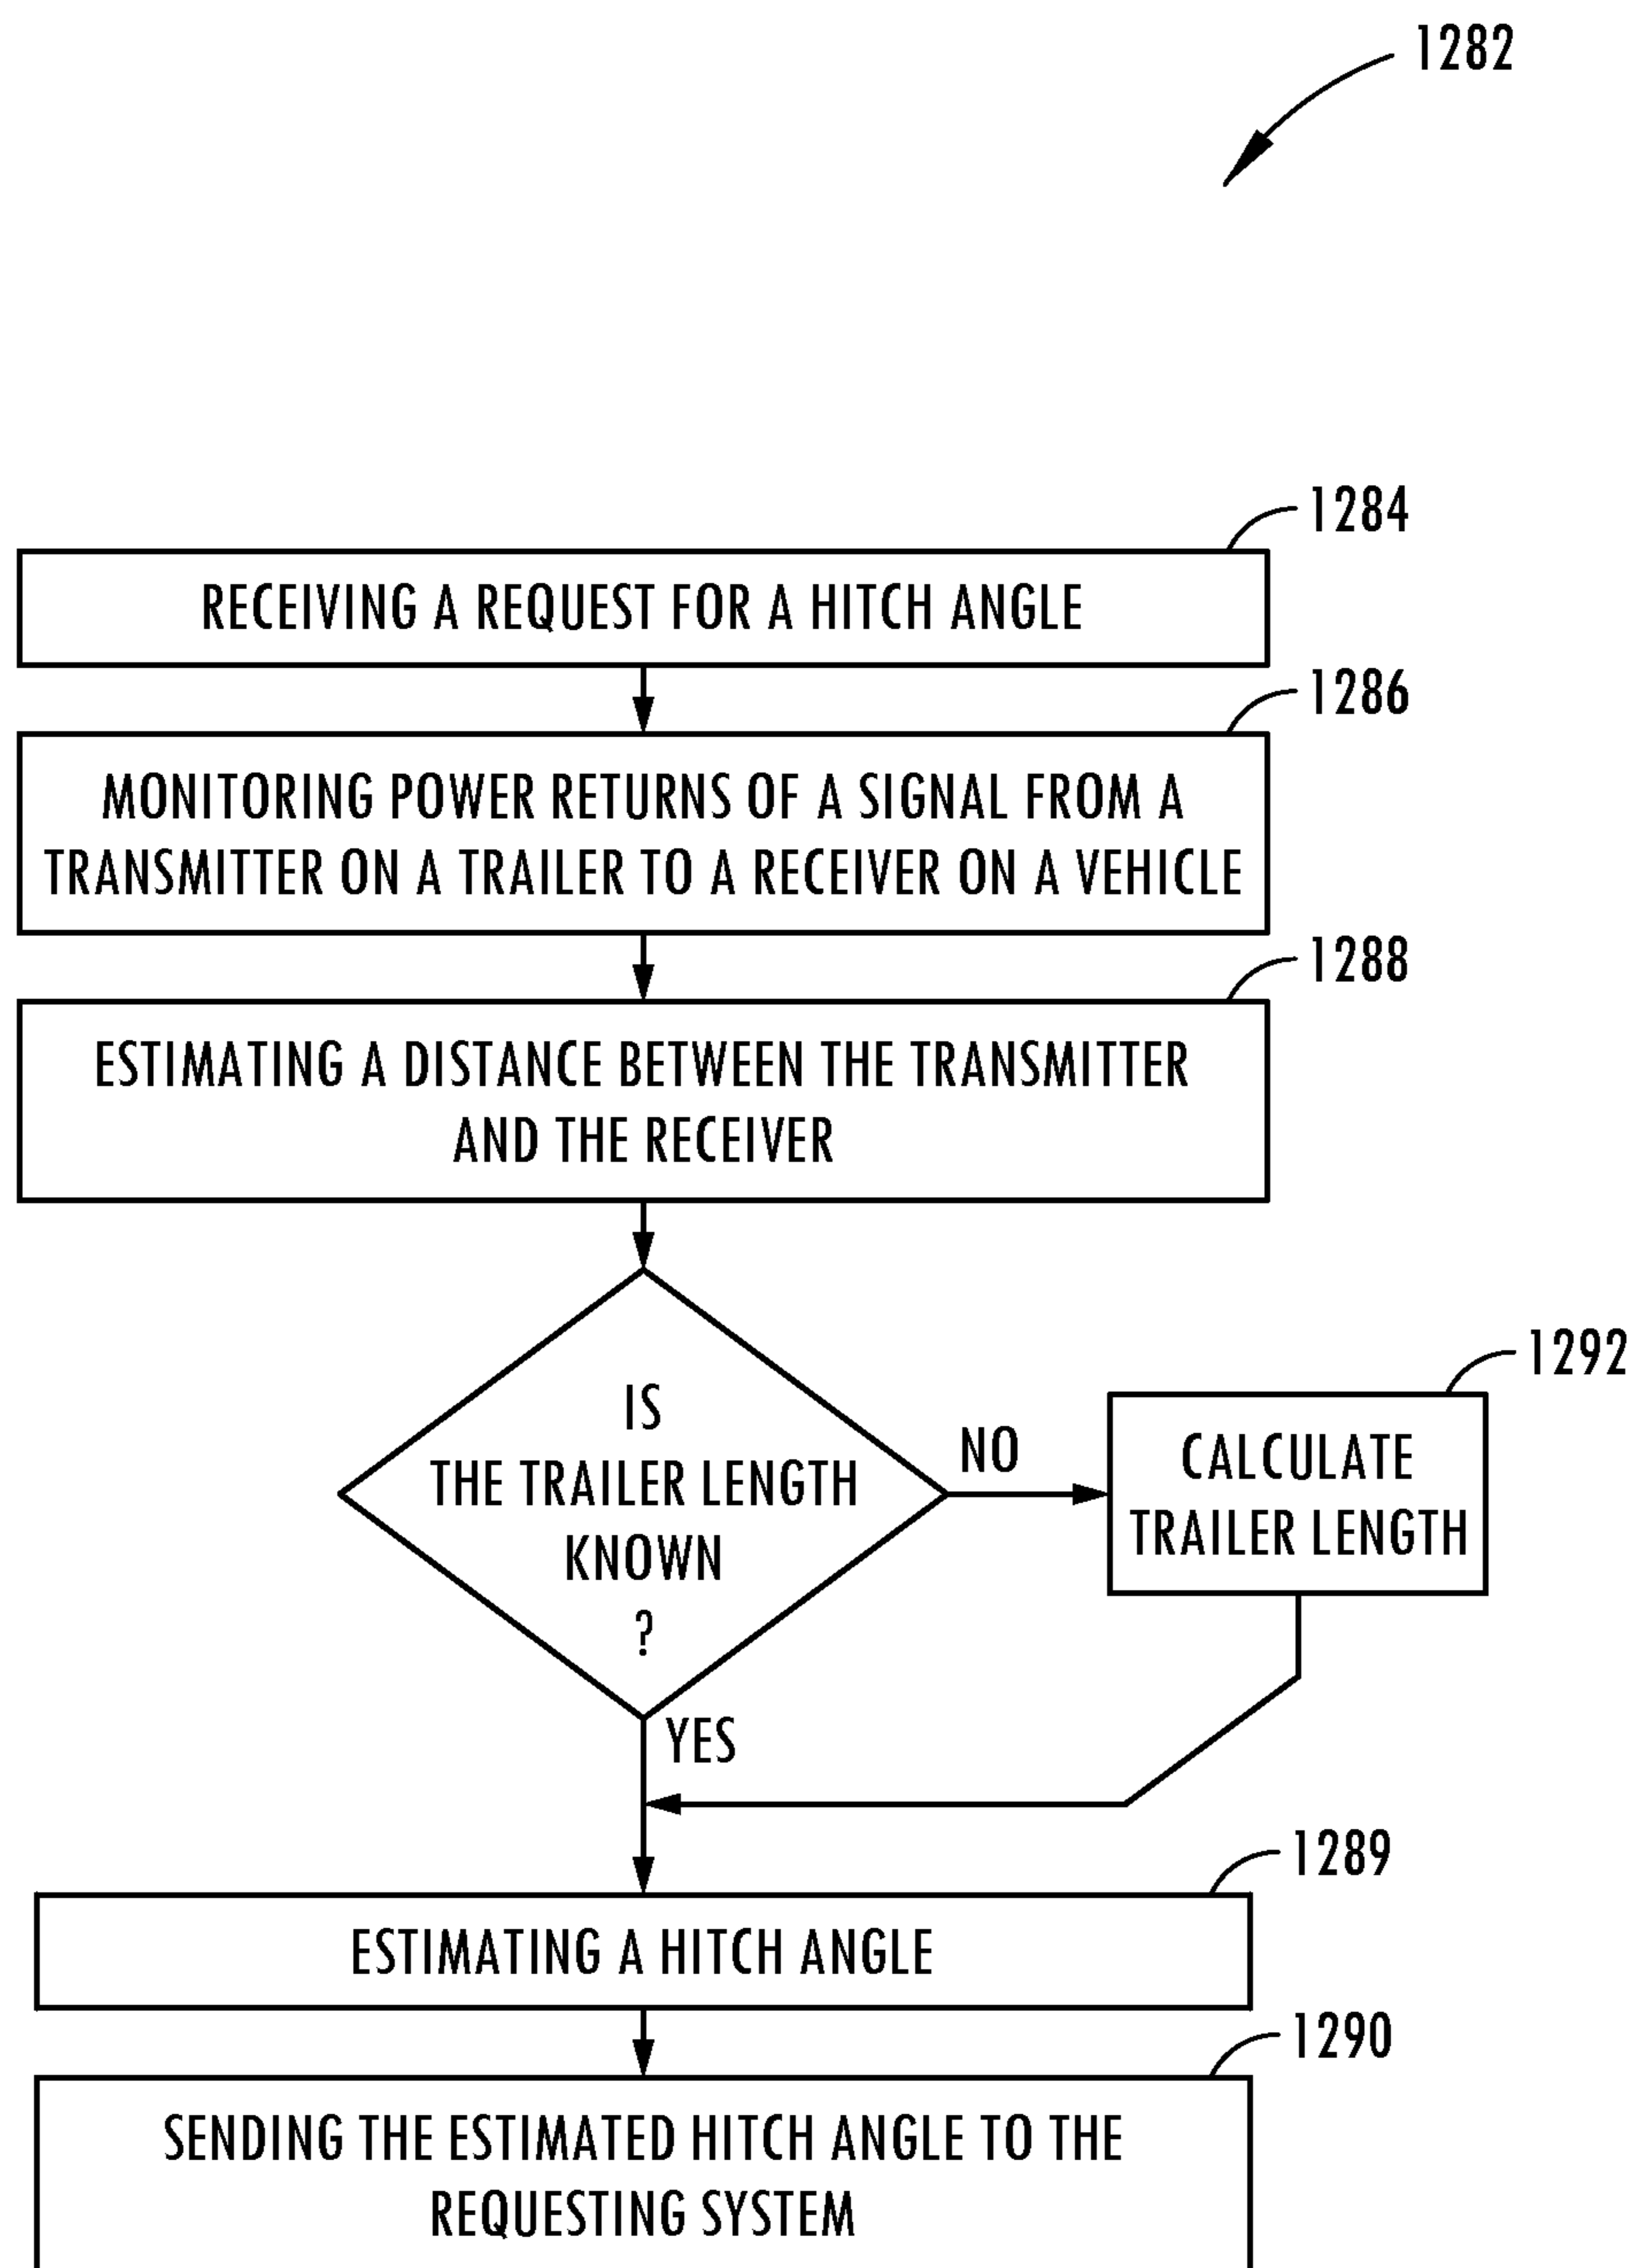 1282
1284
RECEIVING A REQUEST FOR A HITCH ANGLE
1286
MONITORING POWER RETURNS OF A SIGNAL FROM A
TRANSMITTER ON A TRAILER TO A RECEIVER ON A VEHICLE
1288
ESTIMATING A DISTANCE BETWEEN THE TRANSMITTER
AND THE RECEIVER
IS
THE TRAILER LENGTH
KNOWN
?
NO
1292
CALCULATE
TRAILER LENGTH
YES
1289
ESTIMATING A HITCH ANGLE
1290
SENDING THE ESTIMATED HITCH ANGLE TO THE
REQUESTING SYSTEM